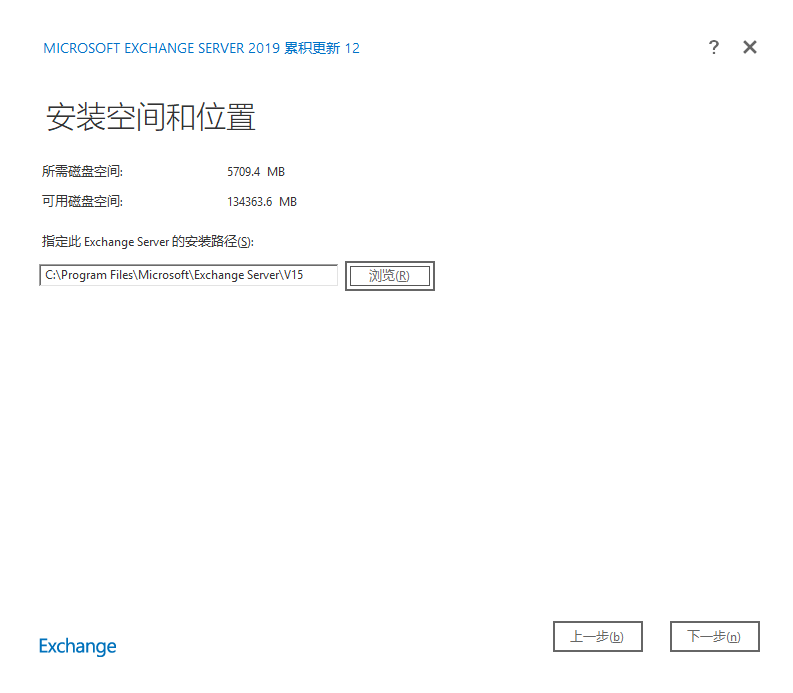 MICROSOFT EXCHANGE SERVER 2019 累积更新 12
? ✕
安装空间和位置
所需磁盘空间: 5709.4 MB
可用磁盘空间: 134363.6 MB
指定此 Exchange Server 的安装路径(S):
C:\Program Files\Microsoft\Exchange Server\V15 浏览(R)
Exchange 上一步(b) 下一步(n)